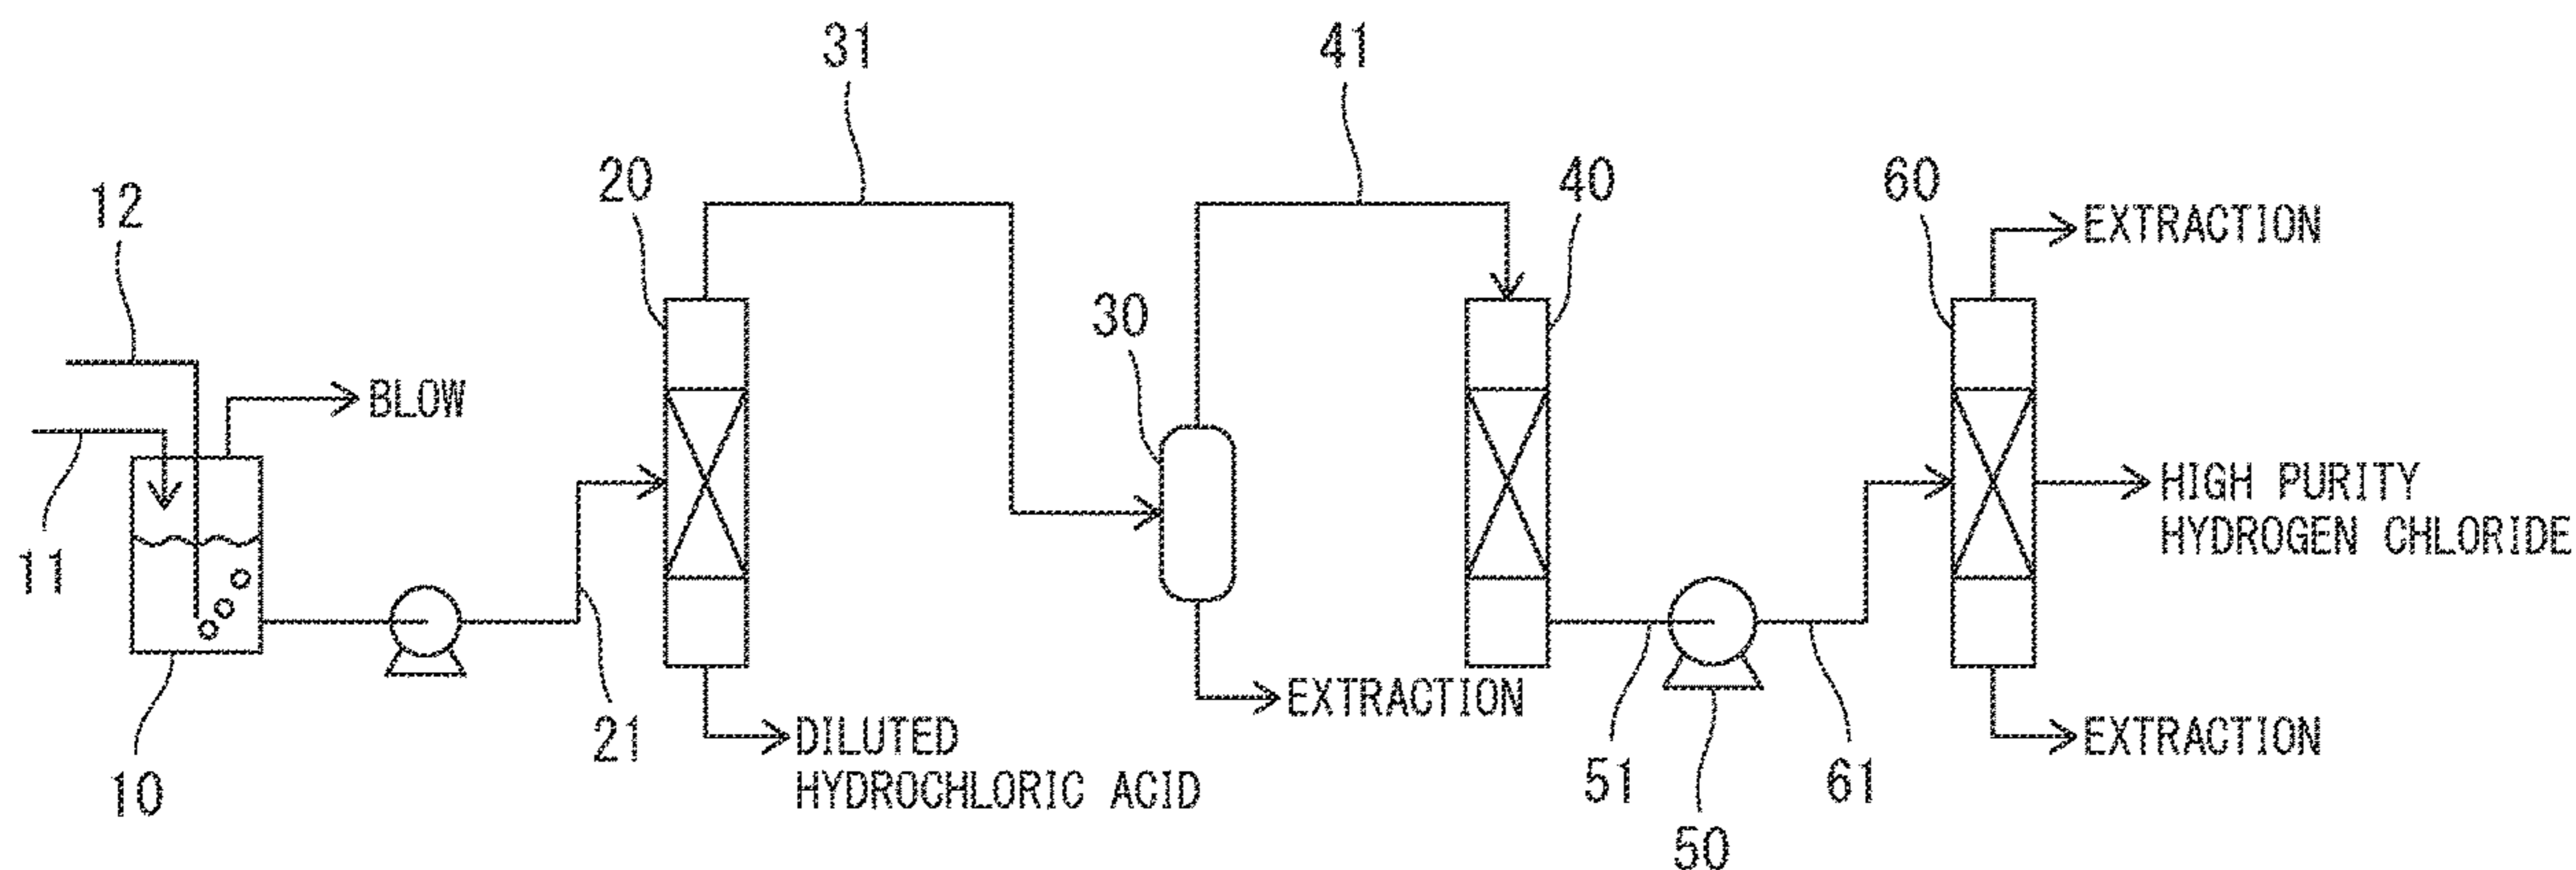 31
41
12
20
40
60
EXTRACTION
30
BLOW
11
HIGH PURITY
HYDROGEN CHLORIDE
21
EXTRACTION
DILUTED
HYDROCHLORIC ACID
10
51
61
EXTRACTION
50